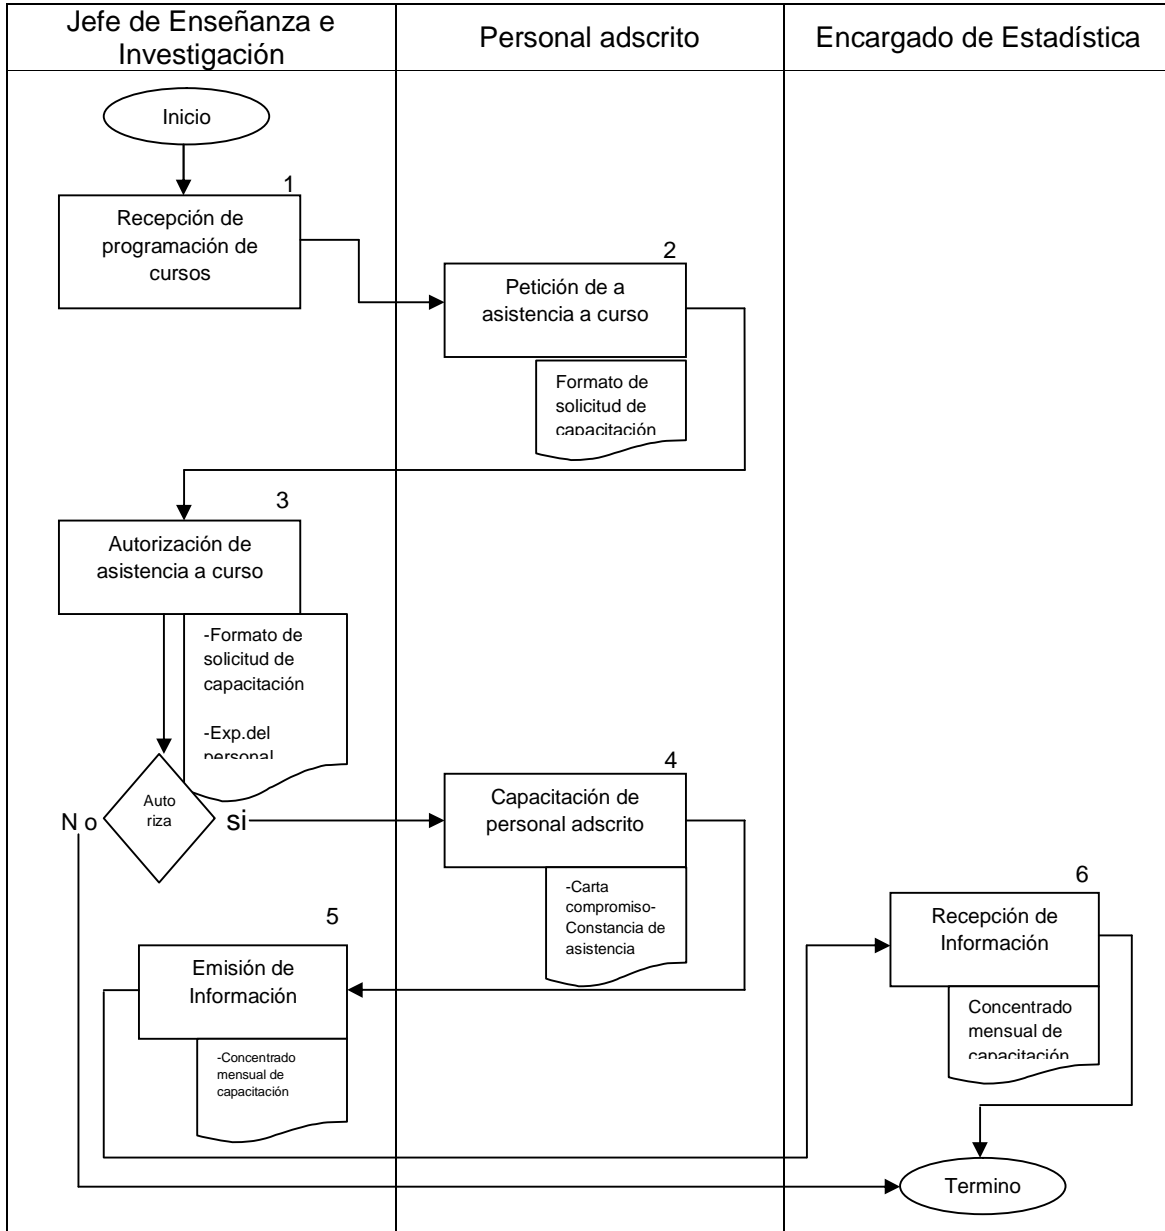 Jefe de Enseñanza e
Investigación
Personal adscrito
Encargado de Estadística
Inicio
1
Recepción de
programación de
cursos
2
Petición de a
asistencia a curso
Formato de
solicitud de
capacitación
3
Autorización de
asistencia a curso
-Formato de
solicitud de
capacitación
-Exp.del
personal
Auto
riza
N o
si
4
Capacitación de
personal adscrito
-Carta
compromiso-
Constancia de
asistencia
5
Emisión de
Información
-Concentrado
mensual de
capacitación
6
Recepción de
Información
Concentrado
mensual de
capacitación
Termino